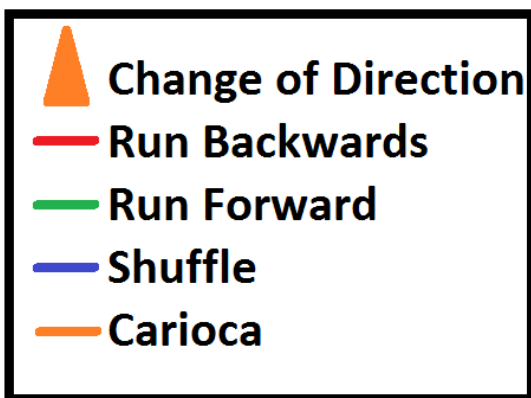 Change of Direction
Run Backwards
Run Forward
Shuffle
Carioca